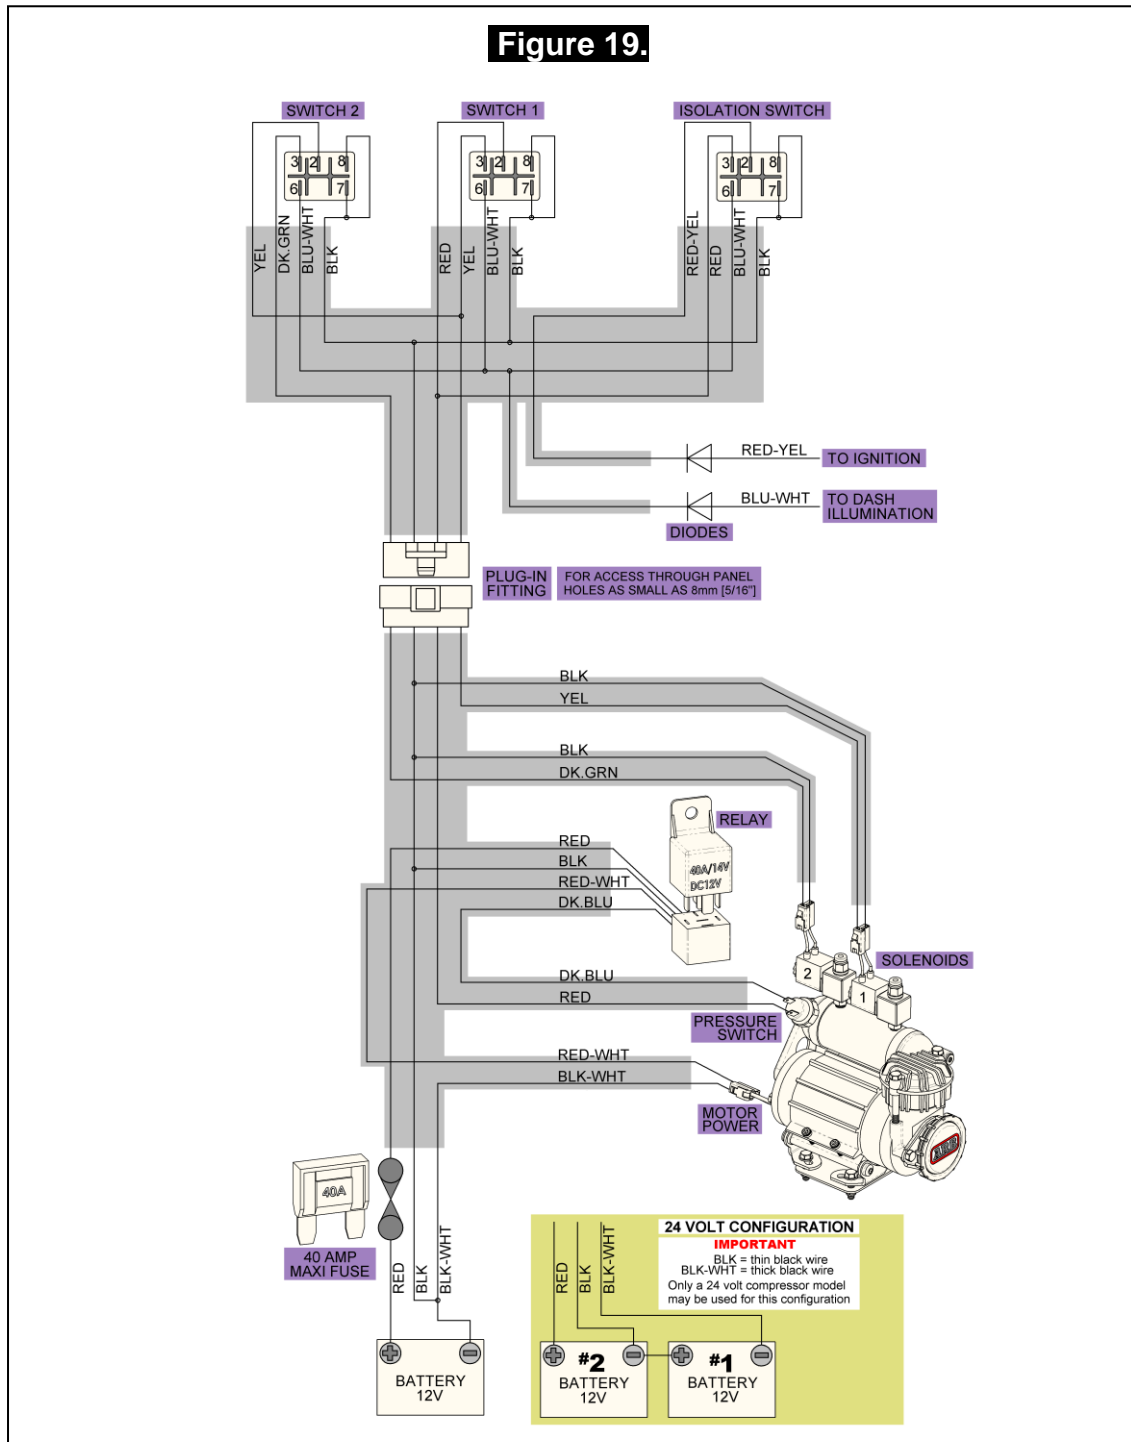 Figure 19.
SWITCH 2
SWITCH 1
ISOLATION SWITCH
3 2 8
6 7
3 2 8
6 7
3 2 8
6 7
YEL
DK.GRN
BLU-WHT
BLK
RED
YEL
BLU-WHT
BLK
RED-YEL
RED
BLU-WHT
BLK
RED-YEL
TO IGNITION
BLU-WHT
TO DASH
ILLUMINATION
DIODES
PLUG-IN
FITTING
FOR ACCESS THROUGH PANEL
HOLES AS SMALL AS 8mm [5/16"]
BLK
YEL
BLK
DK.GRN
RELAY
40A/14V
DC12V
RED
BLK
RED-WHT
DK.BLU
SOLENOIDS
2
1
DK.BLU
RED
PRESSURE
SWITCH
RED-WHT
BLK-WHT
MOTOR
POWER
ARB
40A
40 AMP
MAXI FUSE
RED
BLK
BLK-WHT
BATTERY
12V
24 VOLT CONFIGURATION
IMPORTANT
BLK = thin black wire
BLK-WHT = thick black wire
Only a 24 volt compressor model
may be used for this configuration
RED
BLK
BLK-WHT
#2
BATTERY
12V
#1
BATTERY
12V